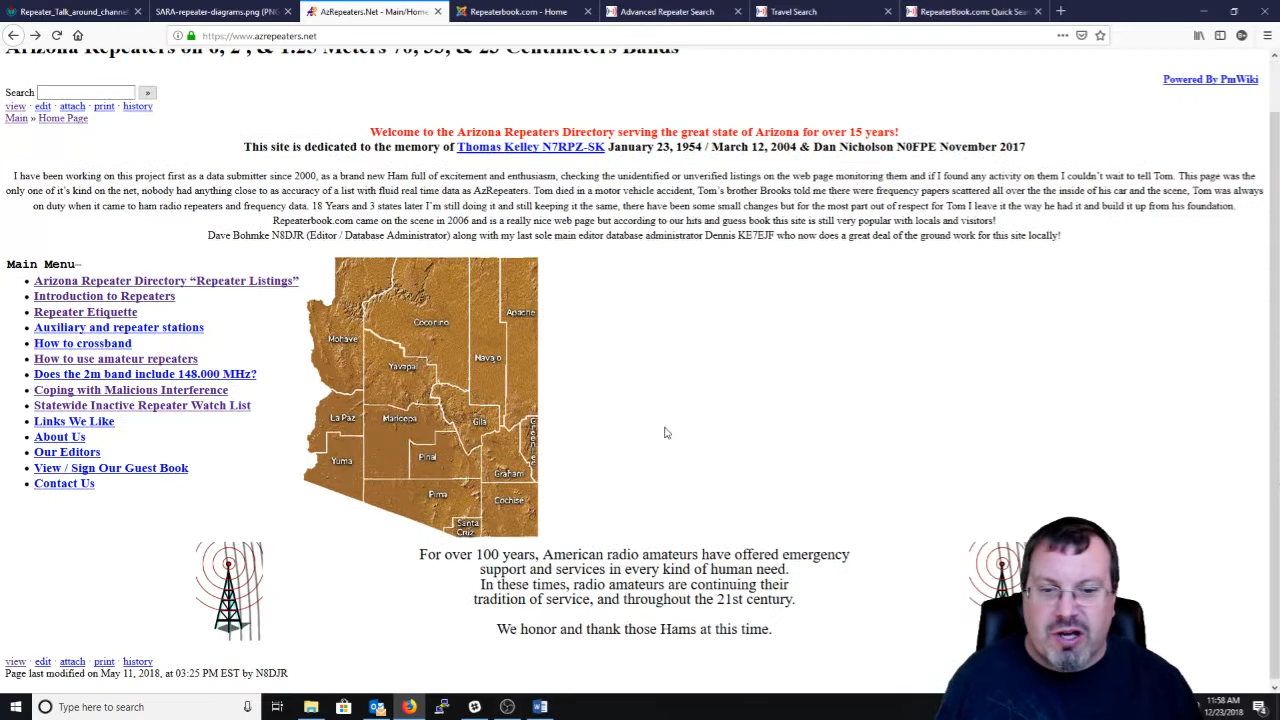 Repeater_Talk_around_channel
SARA-repeater-diagrams.png (PNG
AzRepeaters.Net - Main/Home
Repeaterbook.com - Home
Advanced Repeater Search
Travel Search
RepeaterBook.com: Quick Sea
https://www.azrepeaters.net
Arizona Repeaters on 6, 2 , & 1.25 Meters 70, 33, & 23 Centimeters Bands
Powered By PmWiki
Search
»
view · edit · attach · print · history
Main » Home Page
Welcome to the Arizona Repeaters Directory serving the great state of Arizona for over 15 years!
This site is dedicated to the memory of Thomas Kelley N7RPZ-SK January 23, 1954 / March 12, 2004 & Dan Nicholson N0FPE November 2017
I have been working on this project first as a data submitter since 2000, as a brand new Ham full of excitement and enthusiasm, checking the unidentified or unverified listings on the web page monitoring them and if I found any activity on them I couldn't wait to tell Tom. This page was the
only one of it's kind on the net, nobody had anything close to as accuracy of a list with fluid real time data as AzRepeaters. Tom died in a motor vehicle accident, Tom's brother Brooks told me there were frequency papers scattered all over the the inside of his car and the scene, Tom was always
on duty when it came to ham radio repeaters and frequency data. 18 Years and 3 states later I'm still doing it and still keeping it the same, there have been some small changes but for the most part out of respect for Tom I leave it the way he had it and build it up from his foundation.
Repeaterbook.com came on the scene in 2006 and is a really nice web page but according to our hits and guess book this site is still very popular with locals and visitors!
Dave Bohmke N8DJR (Editor / Database Administrator) along with my last sole main editor database administrator Dennis KE7EJF who now does a great deal of the ground work for this site locally!
Main Menu—
• Arizona Repeater Directory “Repeater Listings”
• Introduction to Repeaters
• Repeater Etiquette
• Auxiliary and repeater stations
• How to crossband
• How to use amateur repeaters
• Does the 2m band include 148.000 MHz?
• Coping with Malicious Interference
• Statewide Inactive Repeater Watch List
• Links We Like
• About Us
• Our Editors
• View / Sign Our Guest Book
• Contact Us
Apache
Coconino
Mohave
Navajo
Yavapai
La Paz
Maricopa
Gila
Greenlee
Yuma
Pinal
Graham
Pima
Cochise
Santa
Cruz
For over 100 years, American radio amateurs have offered emergency
support and services in every kind of human need.
In these times, radio amateurs are continuing their
tradition of service, and throughout the 21st century.
We honor and thank those Hams at this time.
view · edit · attach · print · history
Page last modified on May 11, 2018, at 03:25 PM EST by N8DJR
Type here to search
11:58 AM
12/23/2018